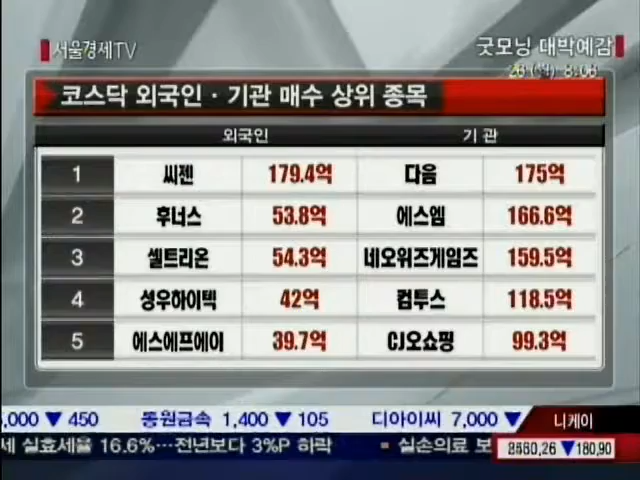 서울경제TV
굿모닝 대박예감
8:06
코스닥 외국인 · 기관 매수 상위 종목
외국인 기 관
1 씨젠 179.4억 다음 175억
2 후너스 53.8억 에스엠 166.6억
3 셀트리온 54.3억 네오위즈게임즈 159.5억
4 성우하이텍 42억 컴투스 118.5억
5 에스에프에이 39.7억 CJ오쇼핑 99.3억
,000 ▼ 450 동원금속 1,400 ▼ 105 디아이씨 7,000 ▼
니케이
세 실효세율 16.6%…전년보다 3%P 하락 ▪ 실손의료 보
▼180,90